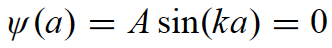 ψ(a) = A sin(ka) = 0